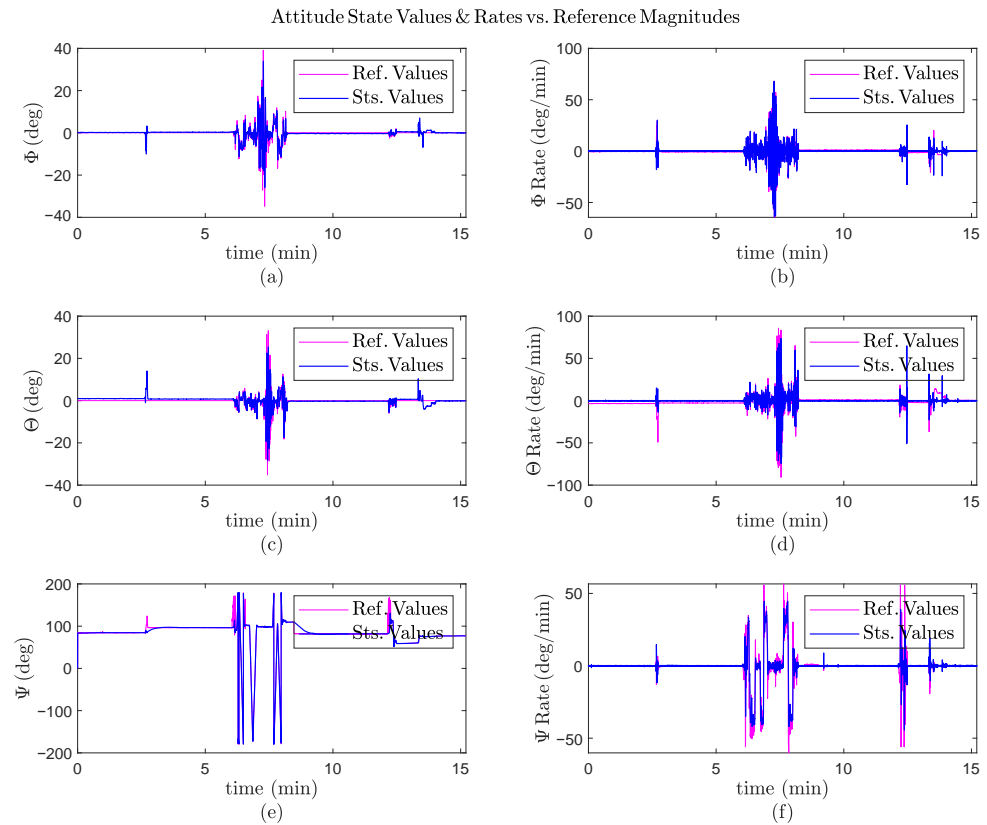 Attitude State Values & Rates vs. Reference Magnitudes
40
20
0
−20
−40
Φ (deg)
Ref. Values
Sts. Values
0 5 10 15
time (min)
(a)
100
50
0
−50
Φ Rate (deg/min)
Ref. Values
Sts. Values
0 5 10 15
time (min)
(b)
40
20
0
−20
−40
Θ (deg)
Ref. Values
Sts. Values
0 5 10 15
time (min)
(c)
100
50
0
−50
−100
Θ Rate (deg/min)
Ref. Values
Sts. Values
0 5 10 15
time (min)
(d)
200
100
0
−100
−200
Ψ (deg)
Ref. Values
Sts. Values
0 5 10 15
time (min)
(e)
50
0
−50
Ψ Rate (deg/min)
Ref. Values
Sts. Values
0 5 10 15
time (min)
(f)